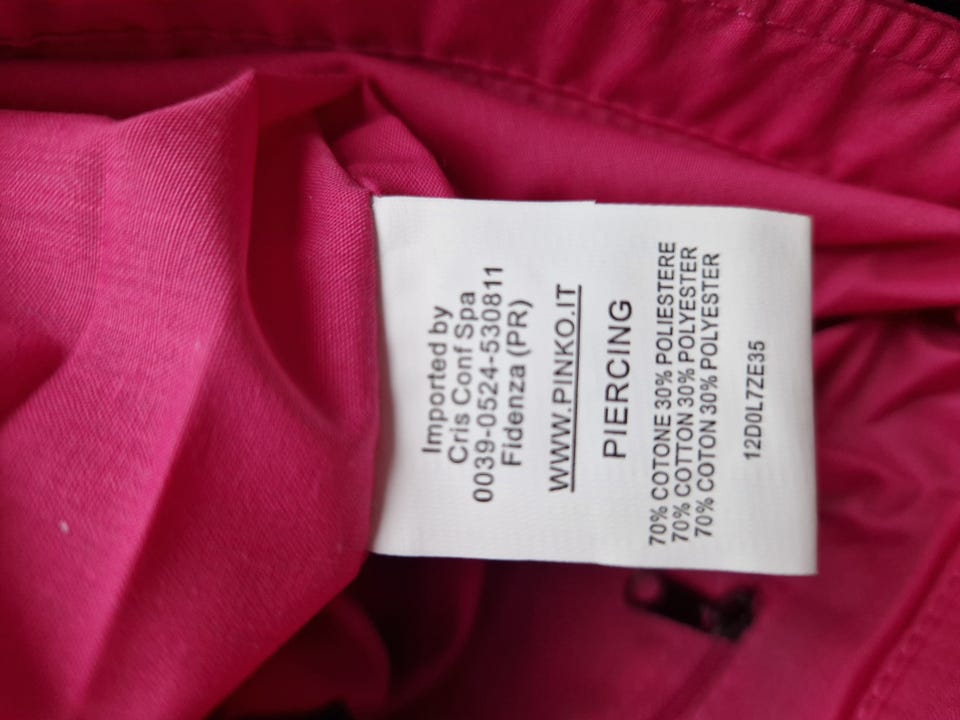 Imported by
Cris Conf Spa
0039-0524-530811
Fidenza (PR)
WWW.PINKO.IT
PIERCING
70% COTONE 30% POLIESTERE
70% COTTON 30% POLYESTER
70% COTON 30% POLYESTER
12D0L7ZE35